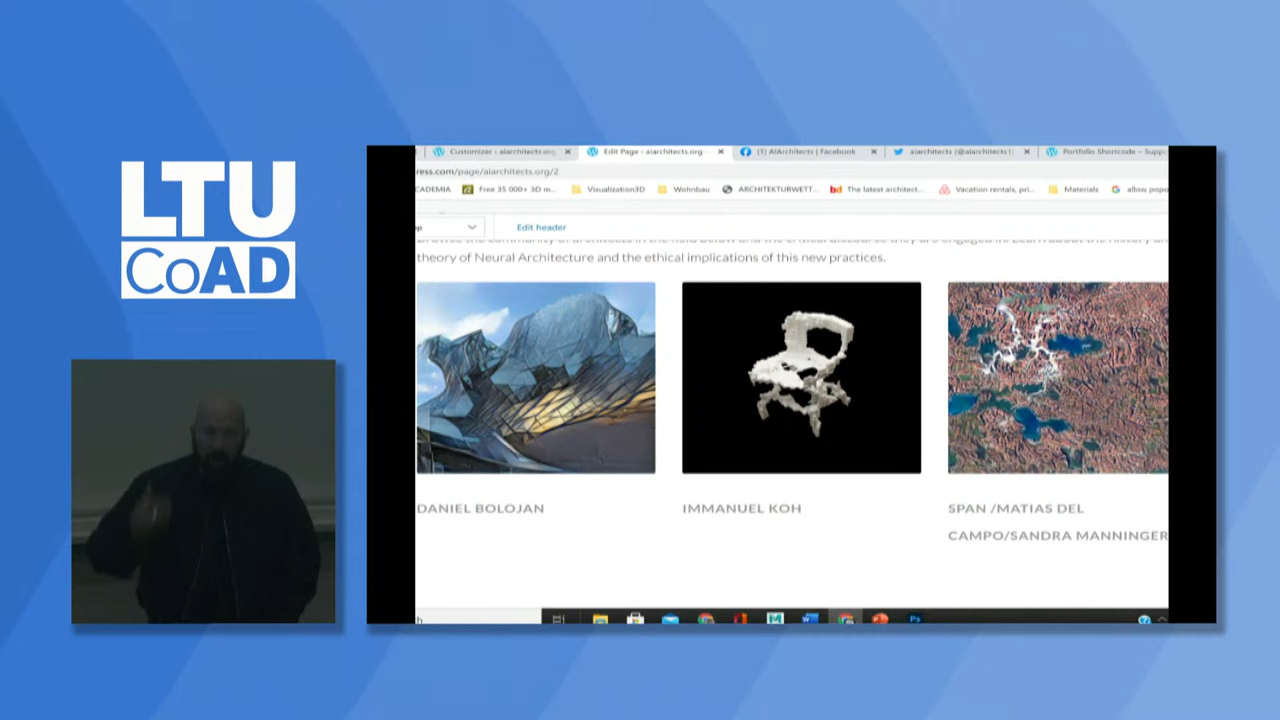 LTU
CoAD
Customizer - aiarchitects.org
Edit Page - aiarchitects.org
(1) AIArchitects | Facebook
aiarchitects (@aiarchitects1)
Portfolio Shortcode – Supp
ress.com/page/aiarchitects.org/2
CADEMIA
Free 35 000+ 3D m...
Visualization3D
Wohnbau
ARCHITEKTURWETT...
The latest architect...
Vacation rentals, pri...
Materials
allow popu
Edit header
theory of Neural Architecture and the ethical implications of this new practices.
DANIEL BOLOJAN
IMMANUEL KOH
SPAN /MATIAS DEL
CAMPO/SANDRA MANNINGER